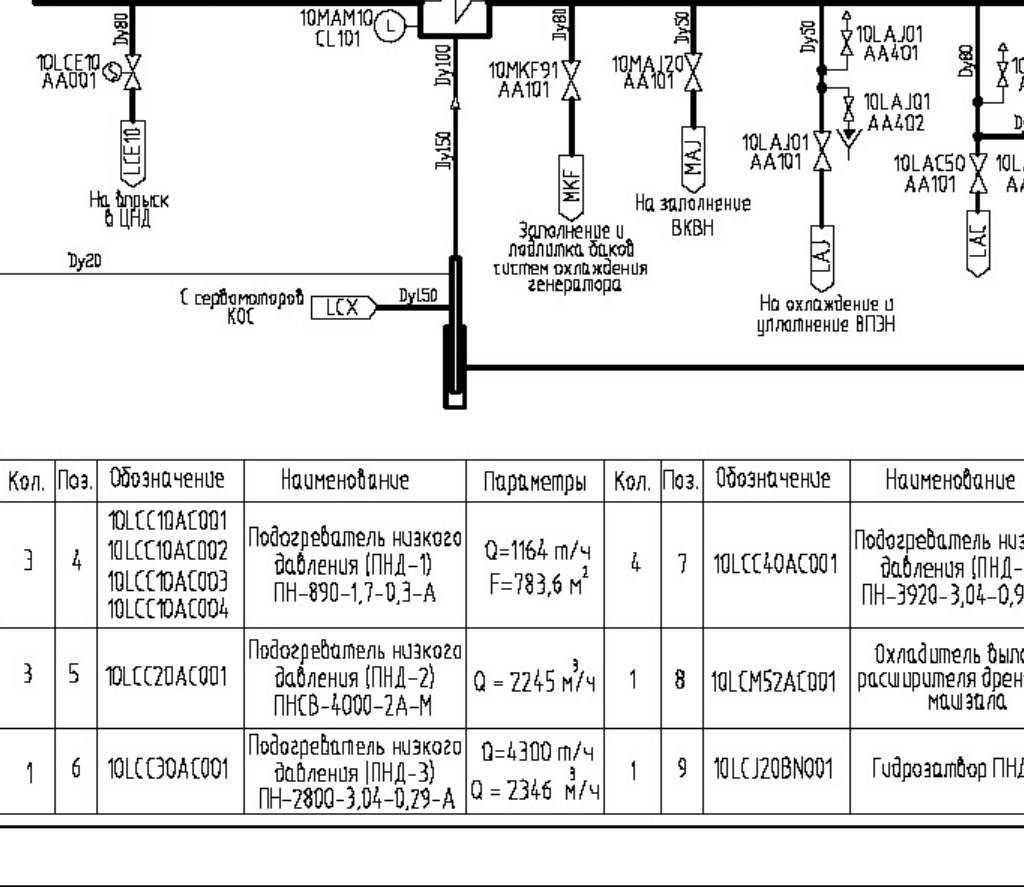 Dy80
10LCE10
AA001
S
LCE10
На впрыск
в ЦНД
10MAM10
CL101
L
Dy100
Dy150
Dy80
10MKF91
AA101
MKF
Заполнение и
подпитка баков
систем охлаждения
генератора
Dy50
10MAJ20
AA101
MAJ
На заполнение
ВКВН
Dy50
10LAJ01
AA401
10LAJ01
AA402
10LAJ01
AA101
LAJ
На охлаждение и
уплотнение ВПЭН
Dy80
10LAC50
AA101
LAC
Dy20
С сервомоторов
КОС
LCX
Dy150
Кол. Поз. Обозначение Наименование Параметры Кол. Поз. Обозначение Наименование
3 4 10LCC10AC001
10LCC10AC002
10LCC10AC003
10LCC10AC004
Подогреватель низкого
давления (ПНД-1)
ПН-890-1,7-0,3-А
Q=1164 т/ч
F=783,6 м²
4 7 10LCC40AC001
Подогреватель низ
давления (ПНД-
ПН-3920-3,04-0,9
3 5 10LCC20AC001
Подогреватель низкого
давления (ПНД-2)
ПНСВ-4000-2А-М
Q = 2245 м³/ч
1 8 10LCM52AC001
Охладитель вып
расширителя дрен
машзала
1 6 10LCC30AC001
Подогреватель низкого
давления (ПНД-3)
ПН-2800-3,04-0,29-А
Q=4300 т/ч
Q = 2346 м³/ч
1 9 10LCJ20BN001
Гидрозатвор ПНД